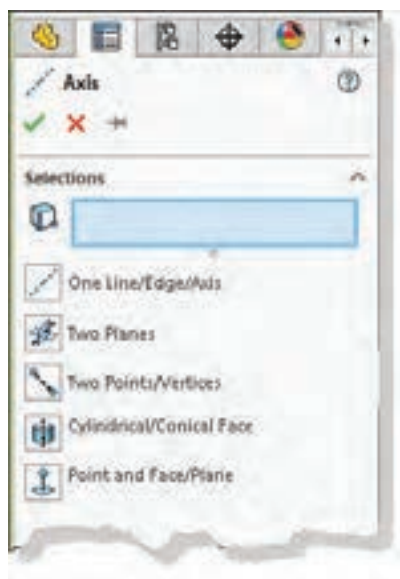 Axis
Selections
One Line/Edge/Axis
Two Planes
Two Points/Vertices
Cylindrical/Conical Face
Point and Face/Plane